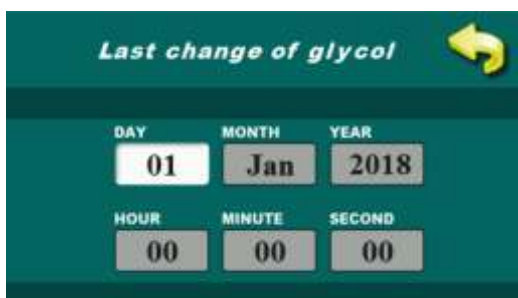 Last change of glycol
DAY MONTH YEAR
01 Jan 2018
HOUR MINUTE SECOND
00 00 00